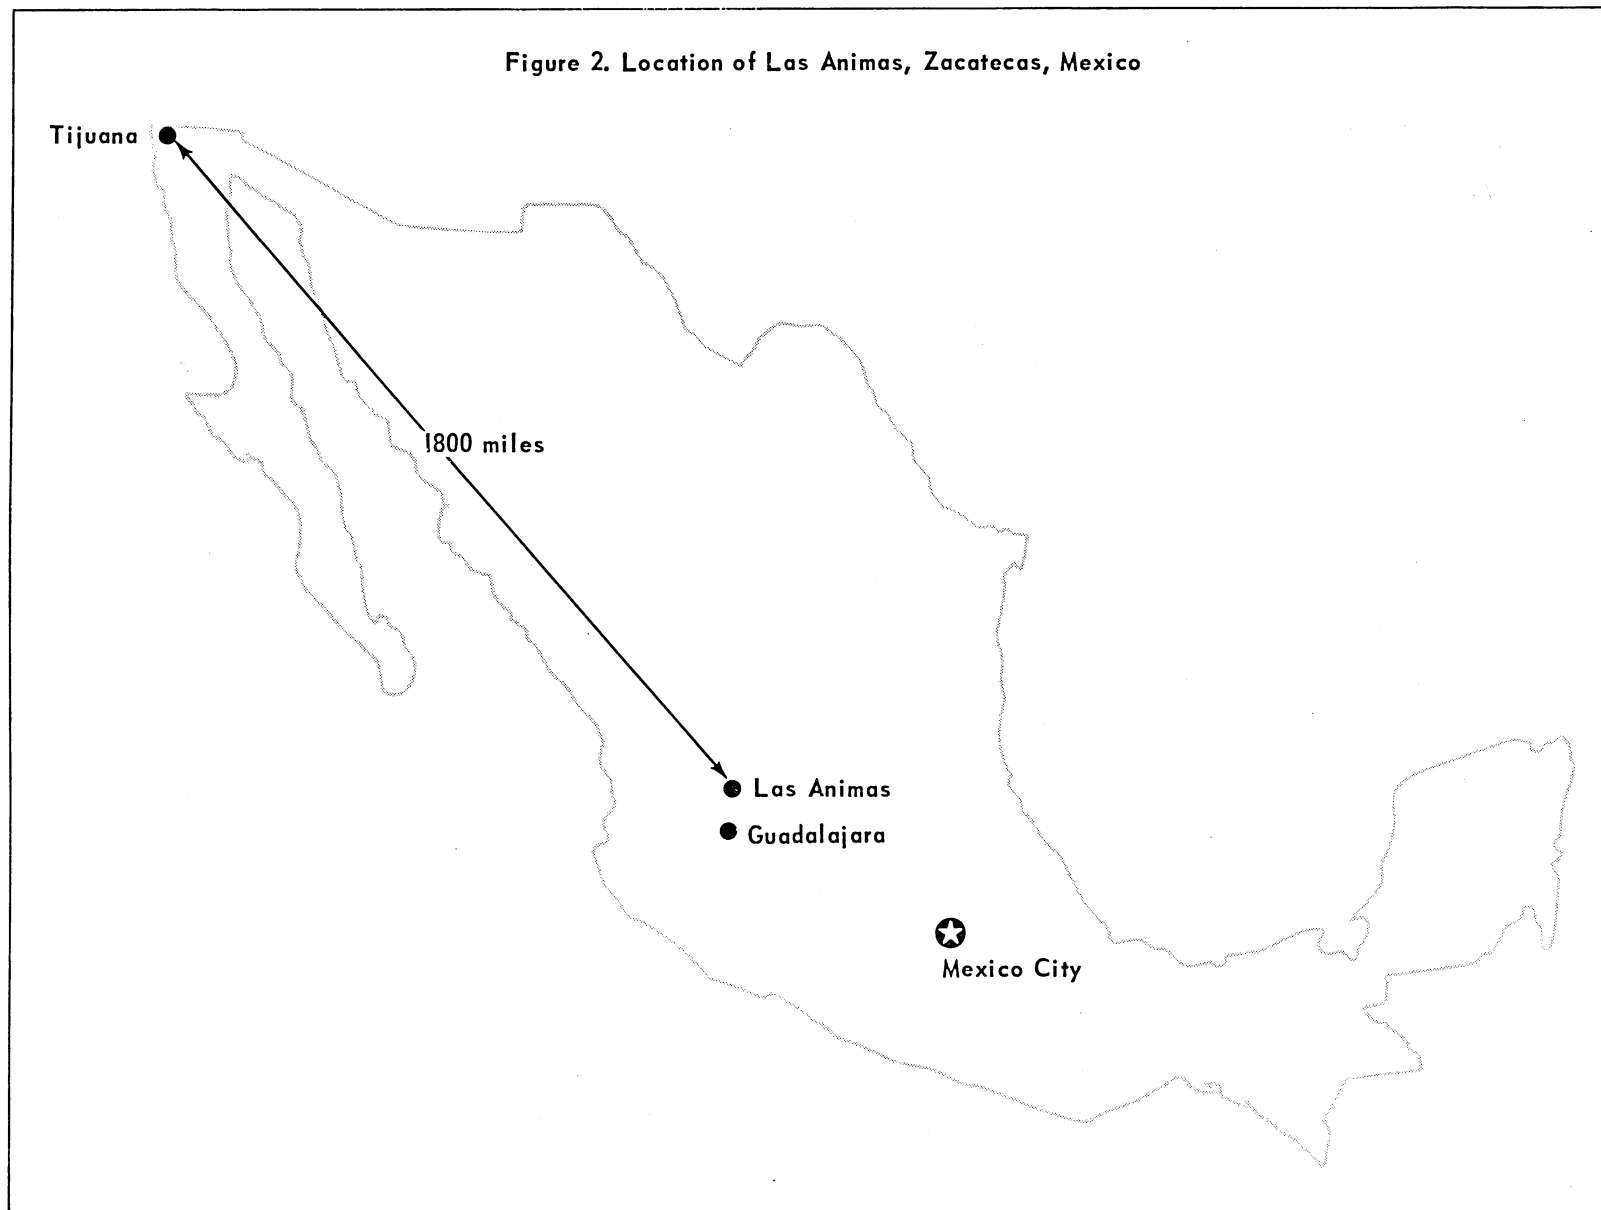 Figure 2. Location of Las Animas, Zacatecas, Mexico
Tijuana
1800 miles
Las Animas
Guadalajara
Mexico City